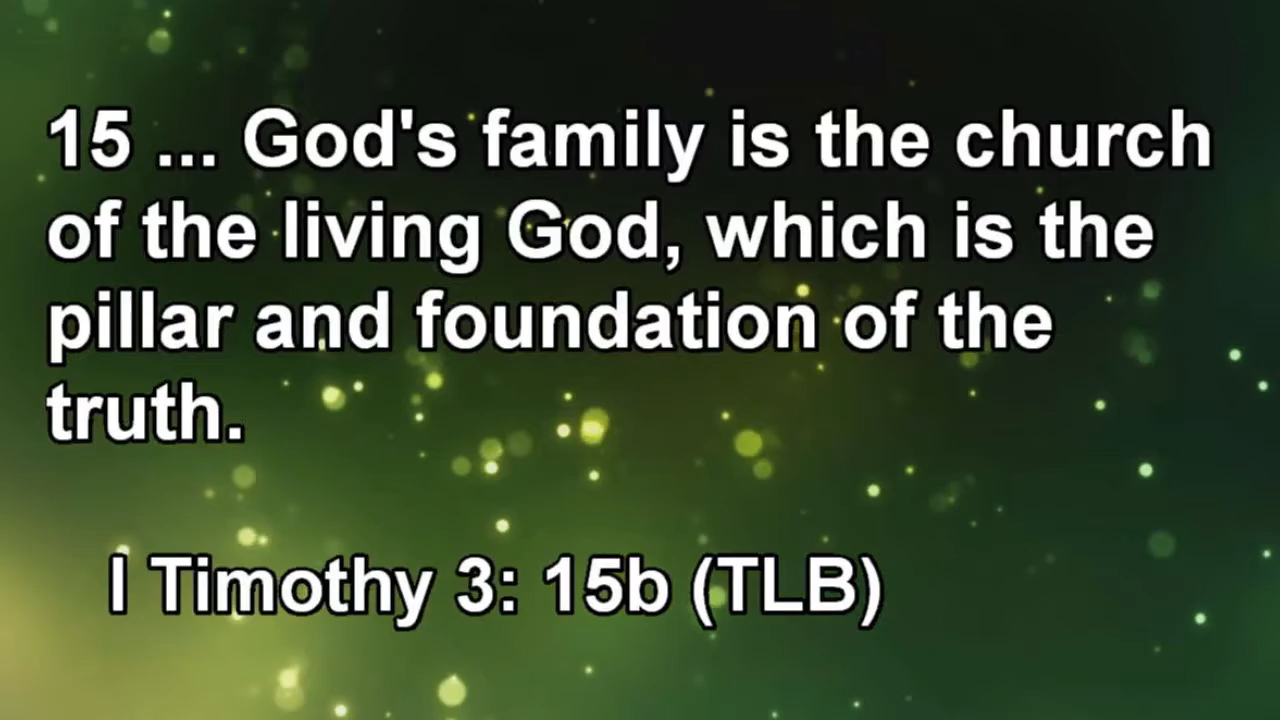 15 ... God's family is the church
of the living God, which is the
pillar and foundation of the
truth.
I Timothy 3: 15b (TLB)